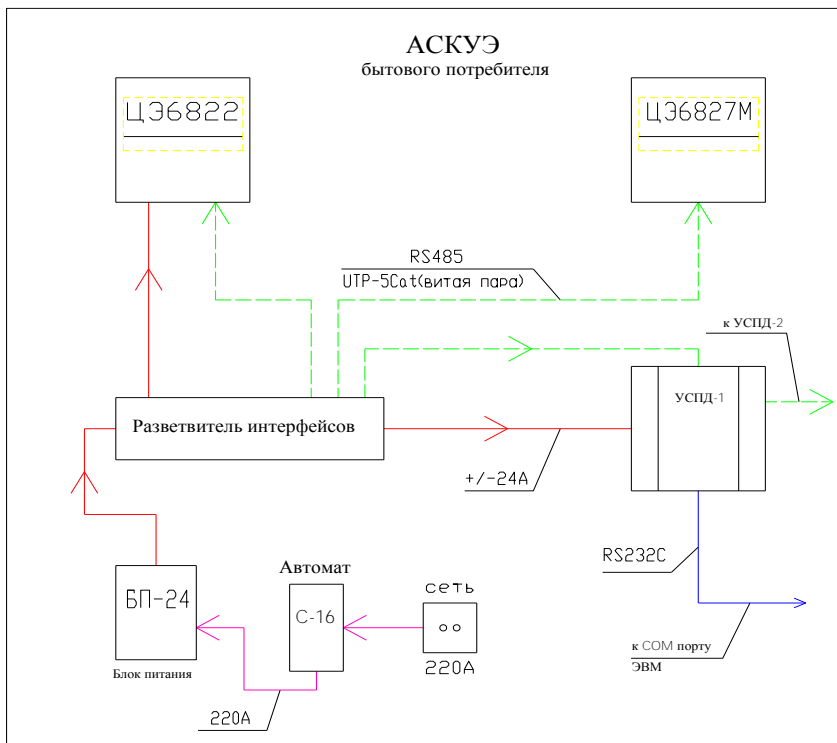 АСКУЭ
бытового потребителя
ЦЭ6822
ЦЭ6827М
RS485
UTP-5Cat(витая пара)
к УСПД-2
УСПД-1
Разветвитель интерфейсов
+/-24А
RS232C
Автомат
сеть
БП-24
С-16
220А
Блок питания
220А
к COM порту
ЭВМ